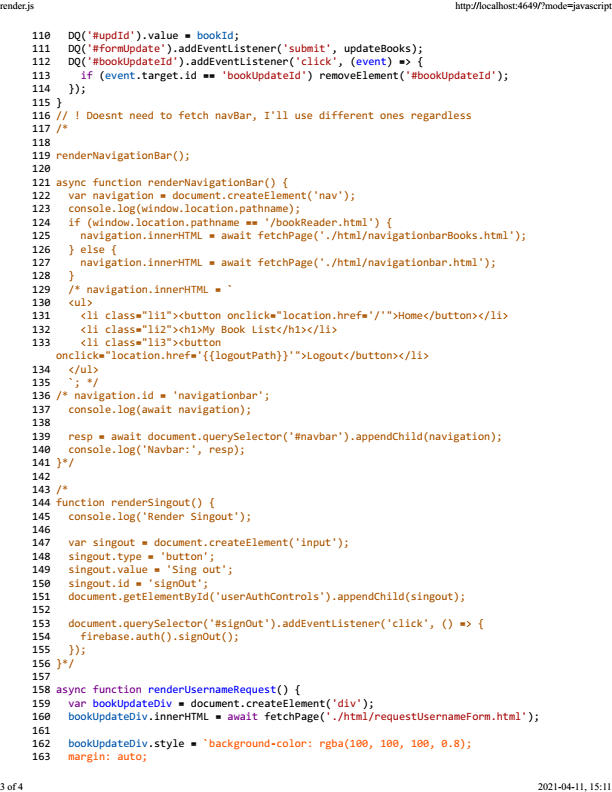 render.js http://localhost:4649/?mode=javascript
110 DQ('#updId').value = bookId;
111 DQ('#formUpdate').addEventListener('submit', updateBooks);
112 DQ('#bookUpdateId').addEventListener('click', (event) => {
113 if (event.target.id == 'bookUpdateId') removeElement('#bookUpdateId');
114 });
115 }
116 // ! Doesnt need to fetch navBar, I'll use different ones regardless
117 /*
118
119 renderNavigationBar();
120
121 async function renderNavigationBar() {
122 var navigation = document.createElement('nav');
123 console.log(window.location.pathname);
124 if (window.location.pathname == '/bookReader.html') {
125 navigation.innerHTML = await fetchPage('./html/navigationbarBooks.html');
126 } else {
127 navigation.innerHTML = await fetchPage('./html/navigationbar.html');
128 }
129 /* navigation.innerHTML = `
130 <ul>
131 <li class="li1"><button onclick="location.href='/'">Home</button></li>
132 <li class="li2"><h1>My Book List</h1></li>
133 <li class="li3"><button
onclick="location.href='{{logoutPath}}'">Logout</button></li>
134 </ul>
135 `; */
136 /* navigation.id = 'navigationbar';
137 console.log(await navigation);
138
139 resp = await document.querySelector('#navbar').appendChild(navigation);
140 console.log('Navbar:', resp);
141 }*/
142
143 /*
144 function renderSingout() {
145 console.log('Render Singout');
146
147 var singout = document.createElement('input');
148 singout.type = 'button';
149 singout.value = 'Sing out';
150 singout.id = 'signOut';
151 document.getElementById('userAuthControls').appendChild(singout);
152
153 document.querySelector('#signOut').addEventListener('click', () => {
154 firebase.auth().signOut();
155 });
156 }*/
157
158 async function renderUsernameRequest() {
159 var bookUpdateDiv = document.createElement('div');
160 bookUpdateDiv.innerHTML = await fetchPage('./html/requestUsernameForm.html');
161
162 bookUpdateDiv.style = `background-color: rgba(100, 100, 100, 0.8);
163 margin: auto;
3 of 4 2021-04-11, 15:11